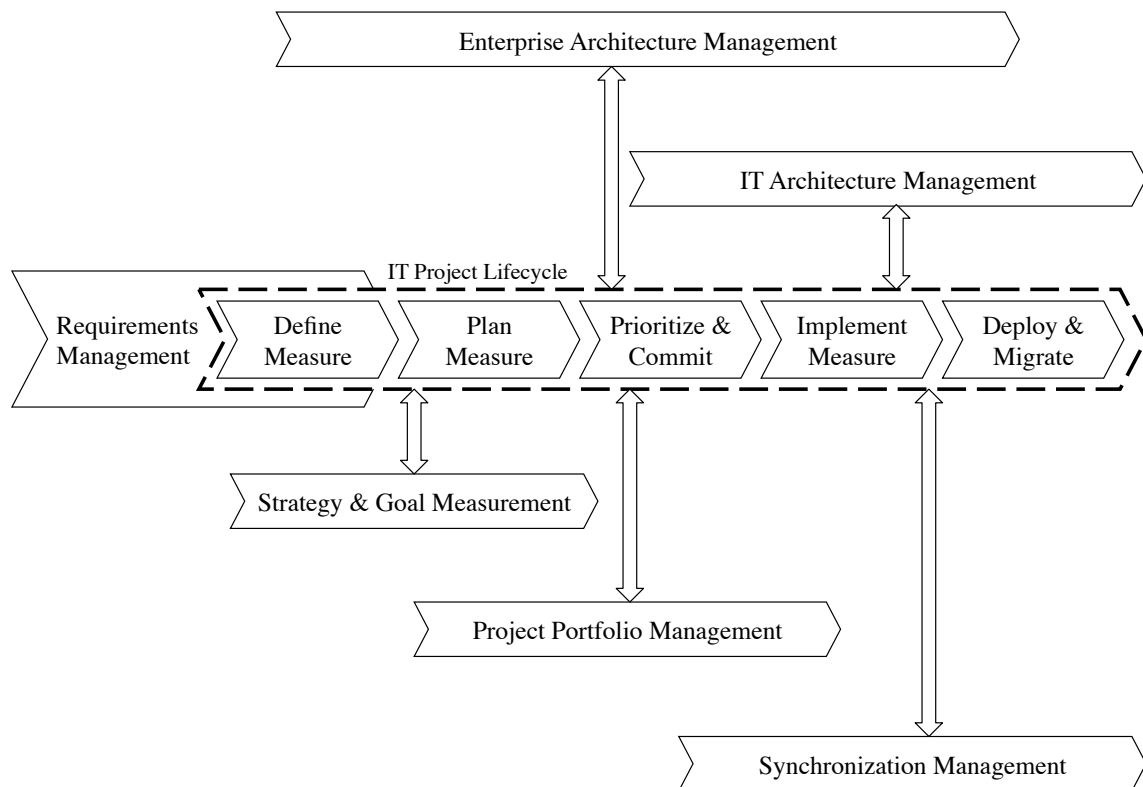 Enterprise Architecture Management
IT Architecture Management
IT Project Lifecycle
Requirements
Management
Define
Measure
Plan
Measure
Prioritize &
Commit
Implement
Measure
Deploy &
Migrate
Strategy & Goal Measurement
Project Portfolio Management
Synchronization Management